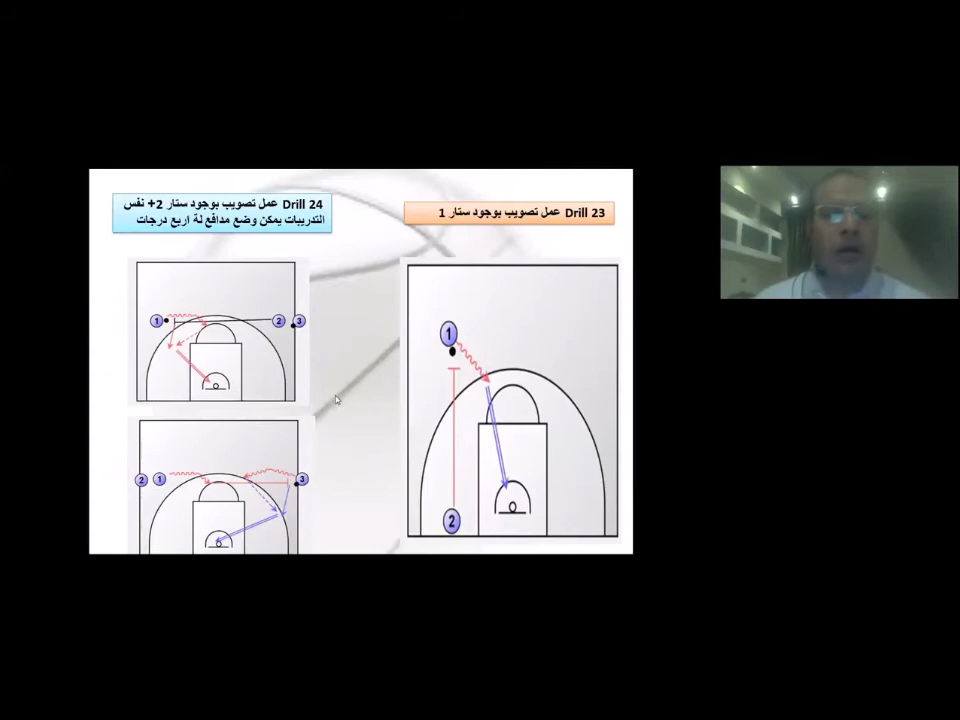 Drill 23 عمل تصويب بوجود ستار 1
Drill 24 عمل تصويب بوجود ستار 2+ نفس
التدريبات يمكن وضع مدافع لة اربع درجات
1
2
1
2
3
2
1
3